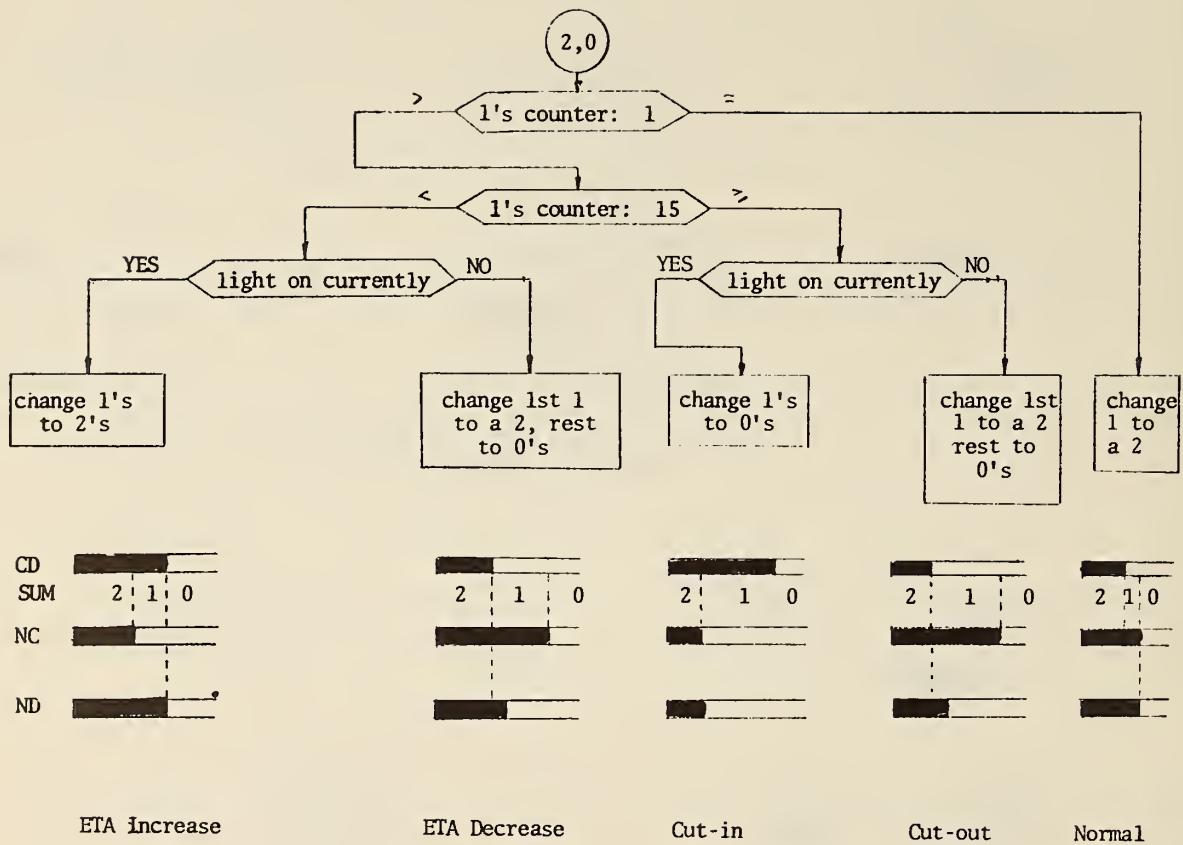 2,0
> 1's counter: 1 =
< 1's counter: 15 ≥
YES light on currently NO
YES light on currently NO
change 1's
to 2's
change 1st 1
to a 2, rest
to 0's
change 1's
to 0's
change 1st
1 to a 2
rest to
0's
change
1 to
a 2
CD
SUM 2 1 0 2 1 0 2 1 0 2 1 0 2 1 0
NC
ND
ETA Increase ETA Decrease Cut-in Cut-out Normal